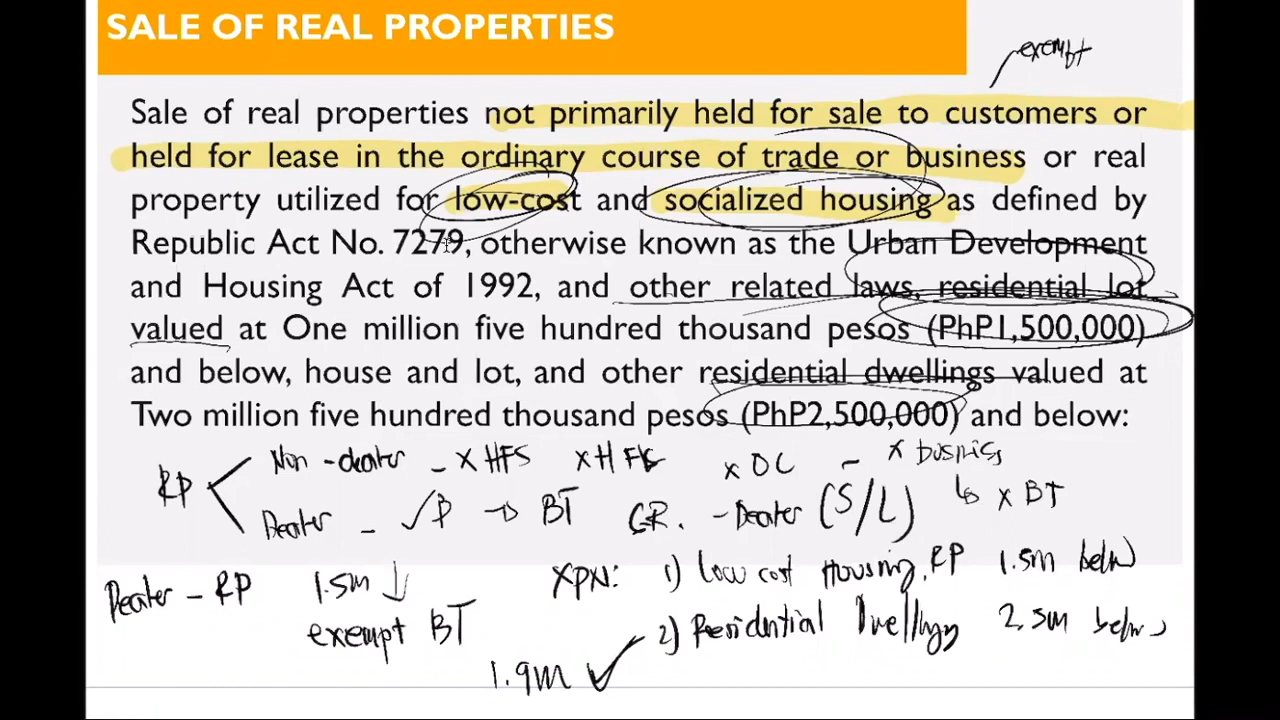 SALE OF REAL PROPERTIES
exempt
Sale of real properties not primarily held for sale to customers or
held for lease in the ordinary course of trade or business or real
property utilized for low-cost and socialized housing as defined by
Republic Act No. 7279, otherwise known as the Urban Development
and Housing Act of 1992, and other related laws, residential lot
valued at One million five hundred thousand pesos (PhP1,500,000)
and below, house and lot, and other residential dwellings valued at
Two million five hundred thousand pesos (PhP2,500,000) and below:
RP Non-dealer - X HFS X HFL X OC - X business
Dealer - ✓B → BT GR. - Dealer (S/L) ↳ X BT
Dealer - RP 1.5m ↓ XPN: 1) Low cost Housing, RP 1.5m below
exempt BT 2) Residential Dwellings 2.5m below
1.9m ✓